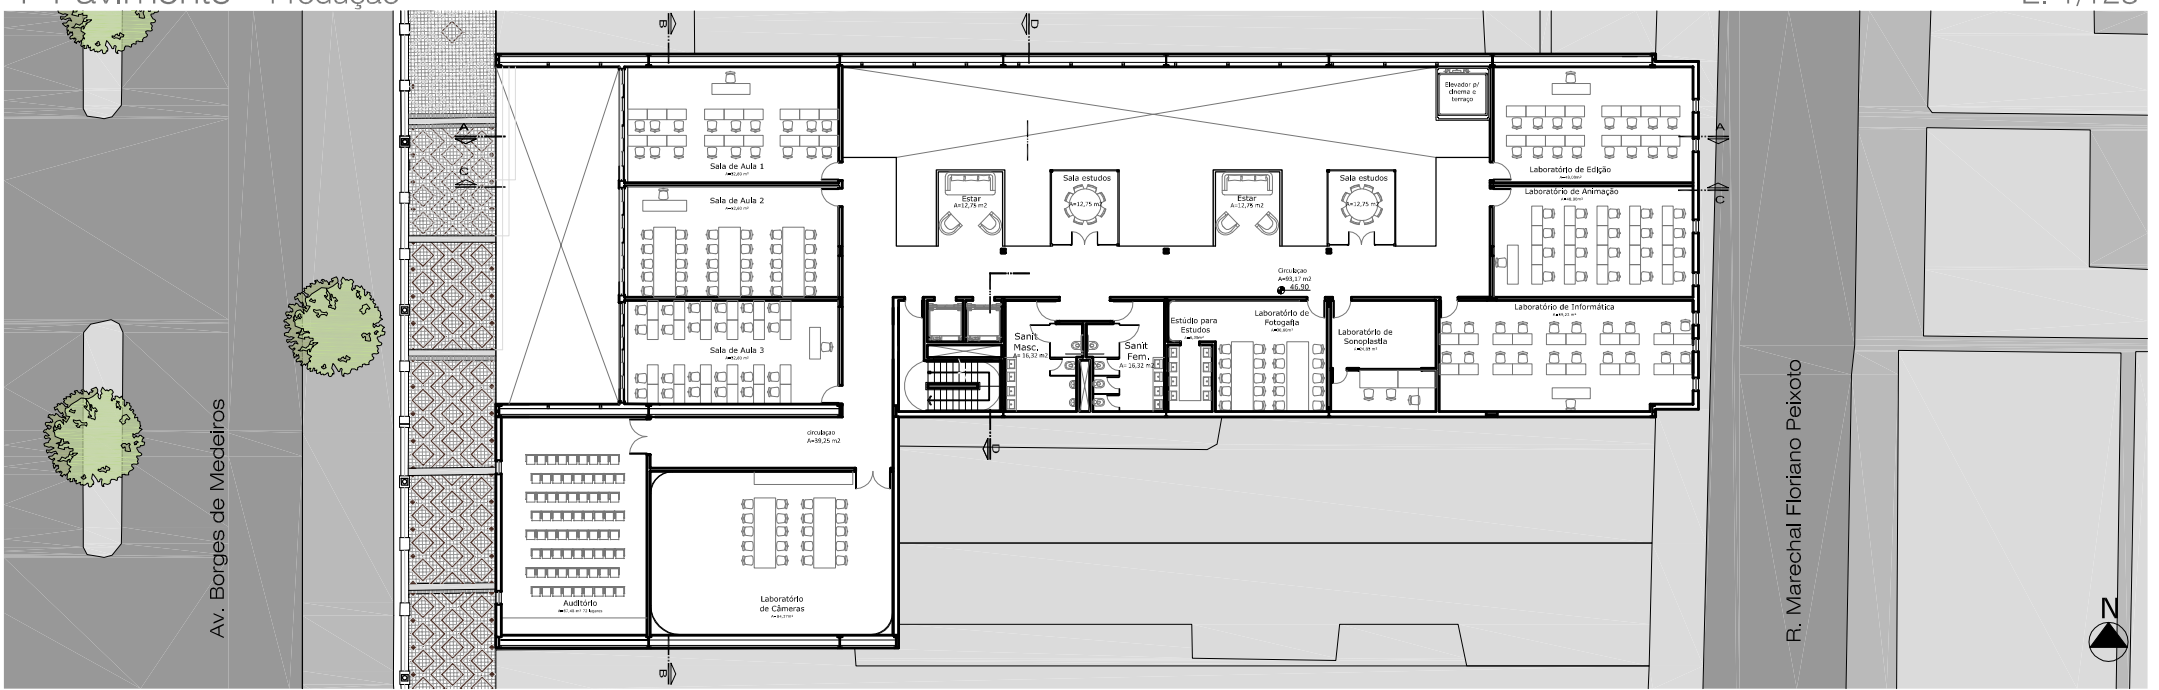 Produção
B
D
A
C
Sala de Aula 1
Sala de Aula 2
Sala de Aula 3
Elevador p/
cinema e
terraço
Estar
A=12,75 m2
Sala estudos
A=12,75 m2
Estar
A=12,75 m2
Sala estudos
A=12,75 m2
Laboratório de Edição
Laboratório de Animação
A
C
Circulaçao
A=93,17 m2
46.90
Sanit
Masc.
A= 16,32 m2
Sanit
Fem.
A= 16,32 m2
Estúdio para
Estudos
Laboratório de
Fotogafia
Laboratório de
Sonoplastia
Laboratório de Informática
circulaçao
A=39,25 m2
D
Auditório
Laboratório
de Câmeras
B
Av. Borges de Medeiros
R. Marechal Floriano Peixoto
N